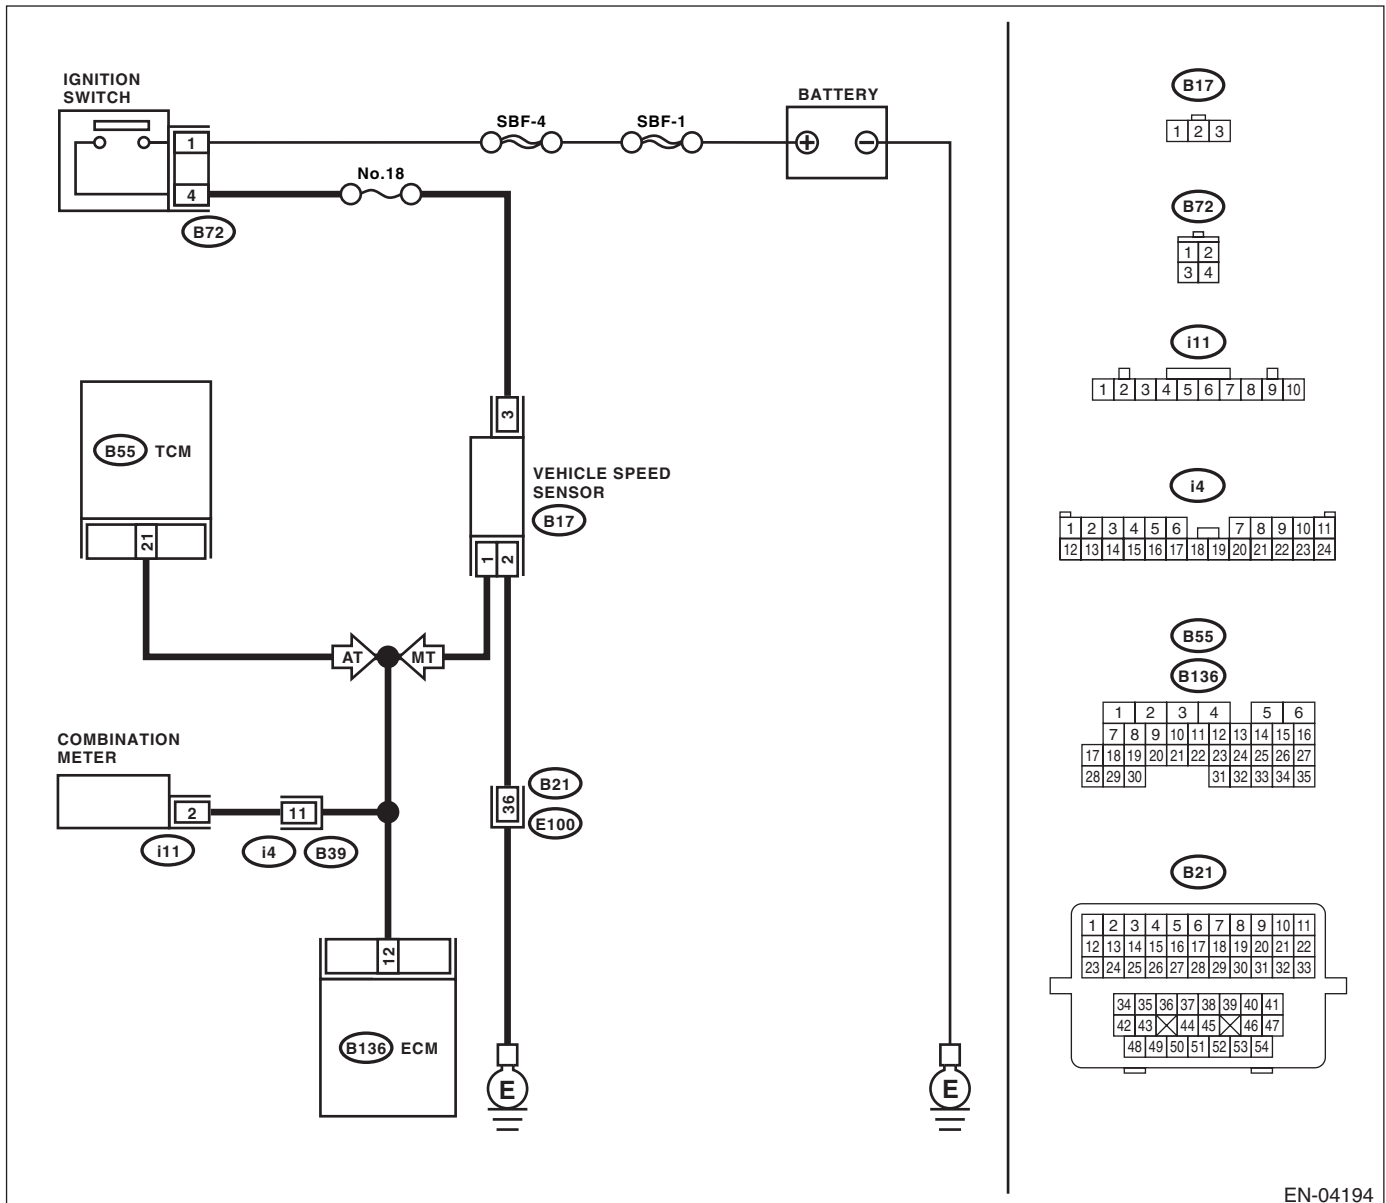 IGNITION
SWITCH
1
4
B72
SBF-4
SBF-1
BATTERY
+ −
No.18
B55 TCM
21
3
VEHICLE SPEED
SENSOR
B17
1 2
AT
MT
COMBINATION
METER
2
11
i11
i4
B39
B21
36
E100
12
B136 ECM
E
E
B17
1 2 3
B72
1 2
3 4
i11
1 2 3 4 5 6 7 8 9 10
i4
1 2 3 4 5 6 7 8 9 10 11
12 13 14 15 16 17 18 19 20 21 22 23 24
B55
B136
1 2 3 4 5 6
7 8 9 10 11 12 13 14 15 16
17 18 19 20 21 22 23 24 25 26 27
28 29 30 31 32 33 34 35
B21
1 2 3 4 5 6 7 8 9 10 11
12 13 14 15 16 17 18 19 20 21 22
23 24 25 26 27 28 29 30 31 32 33
34 35 36 37 38 39 40 41
42 43 44 45 46 47
48 49 50 51 52 53 54
EN-04194